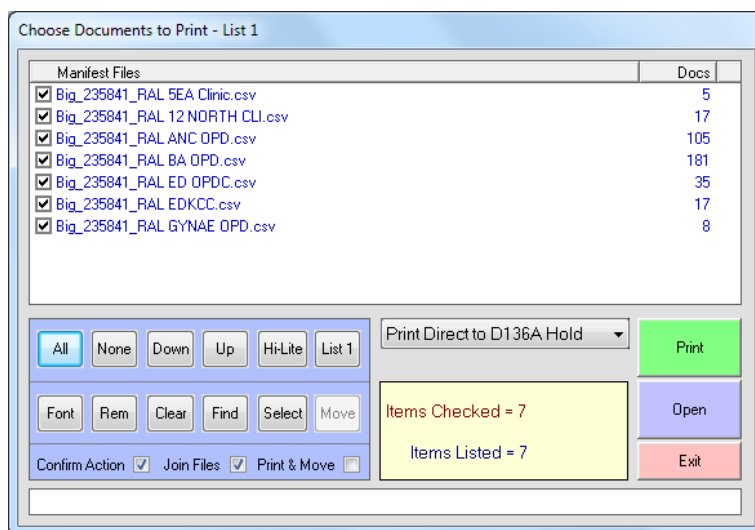 Choose Documents to Print - List 1
Manifest Files Docs
Big_235841_RAL 5EA Clinic.csv 5
Big_235841_RAL 12 NORTH CLI.csv 17
Big_235841_RAL ANC OPD.csv 105
Big_235841_RAL BA OPD.csv 181
Big_235841_RAL ED OPDC.csv 35
Big_235841_RAL EDKCC.csv 17
Big_235841_RAL GYNAE OPD.csv 8
All None Down Up Hi-Lite List 1
Print Direct to D136A Hold
Print
Font Rem Clear Find Select Move
Items Checked = 7
Items Listed = 7
Open
Confirm Action Join Files Print & Move
Exit